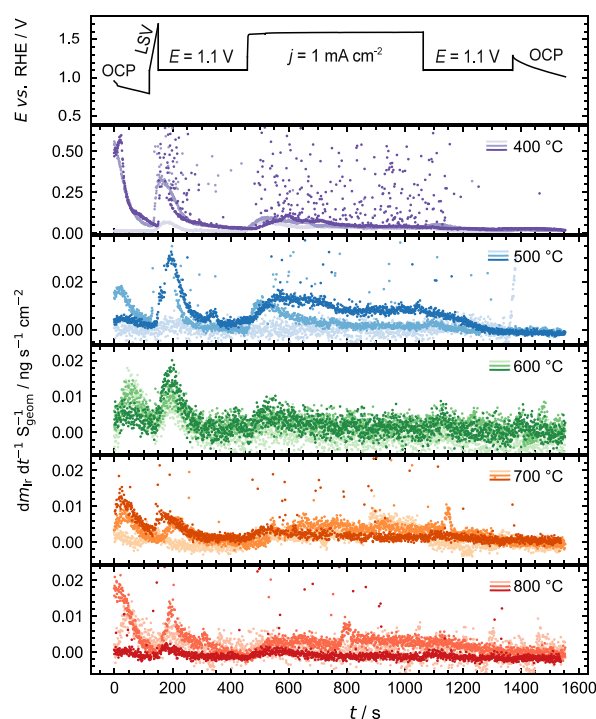 E vs. RHE / V
1.5
1.0
0.5
OCP
LSV
E = 1.1 V
j = 1 mA cm⁻²
E = 1.1 V
OCP
dm_Ir dt⁻¹ S⁻¹_geom / ng s⁻¹ cm⁻²
0.50
0.25
0.00
400 °C
0.02
0.00
500 °C
0.02
0.01
0.00
600 °C
0.02
0.01
0.00
700 °C
0.02
0.01
0.00
800 °C
0 200 400 600 800 1000 1200 1400 1600
t / s